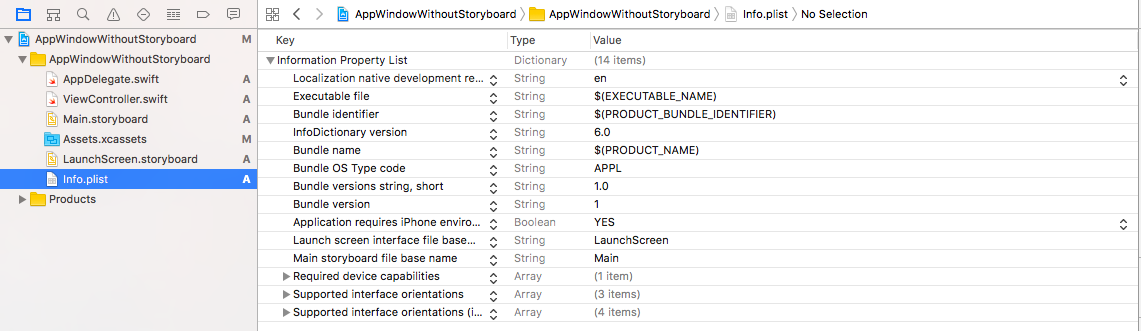 AppWindowWithoutStoryboard M
AppWindowWithoutStoryboard
AppDelegate.swift A
ViewController.swift A
Main.storyboard A
Assets.xcassets M
LaunchScreen.storyboard A
Info.plist A
Products
AppWindowWithoutStoryboard AppWindowWithoutStoryboard Info.plist No Selection
Key Type Value
Information Property List Dictionary (14 items)
Localization native development re... String en
Executable file String $(EXECUTABLE_NAME)
Bundle identifier String $(PRODUCT_BUNDLE_IDENTIFIER)
InfoDictionary version String 6.0
Bundle name String $(PRODUCT_NAME)
Bundle OS Type code String APPL
Bundle versions string, short String 1.0
Bundle version String 1
Application requires iPhone enviro... Boolean YES
Launch screen interface file base... String LaunchScreen
Main storyboard file base name String Main
Required device capabilities Array (1 item)
Supported interface orientations Array (3 items)
Supported interface orientations (i... Array (4 items)